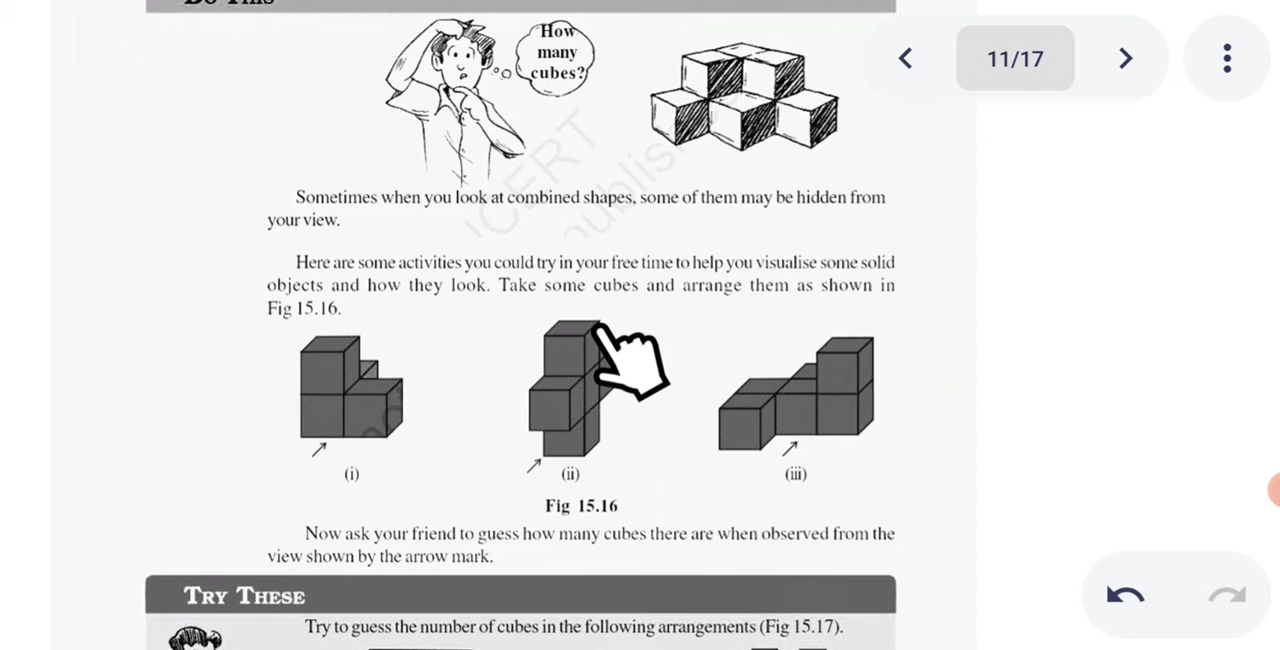 Do This
How
many
cubes?
11/17
Sometimes when you look at combined shapes, some of them may be hidden from
your view.
Here are some activities you could try in your free time to help you visualise some solid
objects and how they look. Take some cubes and arrange them as shown in
Fig 15.16.
(i)
(ii)
(iii)
Fig 15.16
Now ask your friend to guess how many cubes there are when observed from the
view shown by the arrow mark.
TRY THESE
Try to guess the number of cubes in the following arrangements (Fig 15.17).